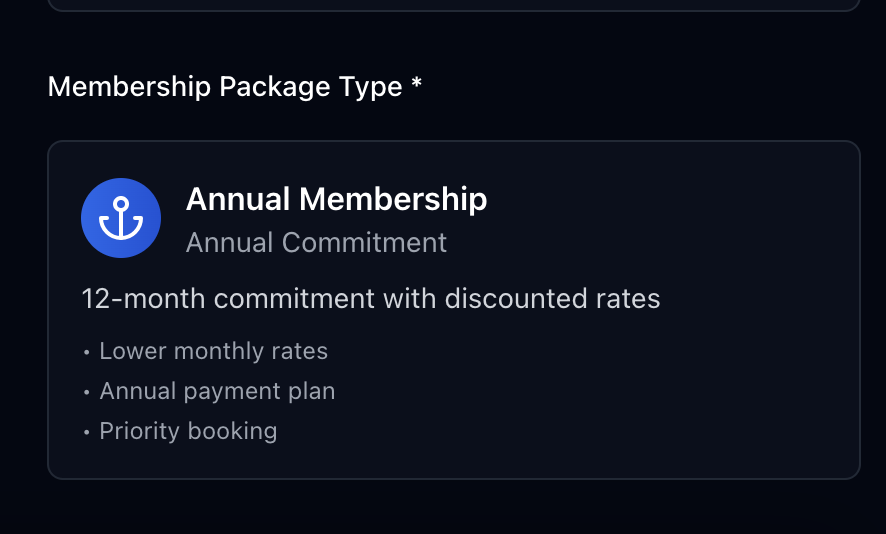 Membership Package Type *
Annual Membership
Annual Commitment
12-month commitment with discounted rates
• Lower monthly rates
• Annual payment plan
• Priority booking